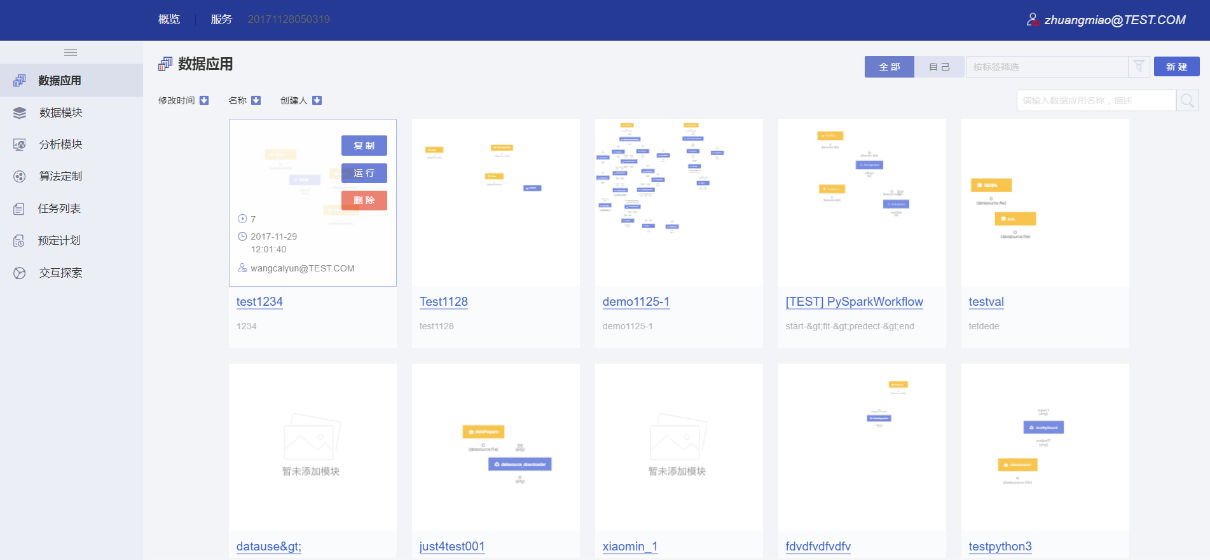 概览 服务 20171128050319 zhuangmiao@TEST.COM
数据应用
数据模块
分析模块
算法定制
任务列表
预定计划
交互探索
数据应用
全部 自己 按标签筛选 新建
修改时间 名称 创建人
请输入数据应用名称，描述
复制
运行
删除
7
2017-11-29
12:01:40
wangcaiyun@TEST.COM
test1234
1234
Test1128
test1128
demo1125-1
demo1125-1
[TEST] PySparkWorkflow
start-&gt;fit-&gt;predect-&gt;end
testval
tetdede
暂未添加模块
datause&gt;
just4test001
暂未添加模块
xiaomin_1
fdvdfvdfvdfv
testpython3